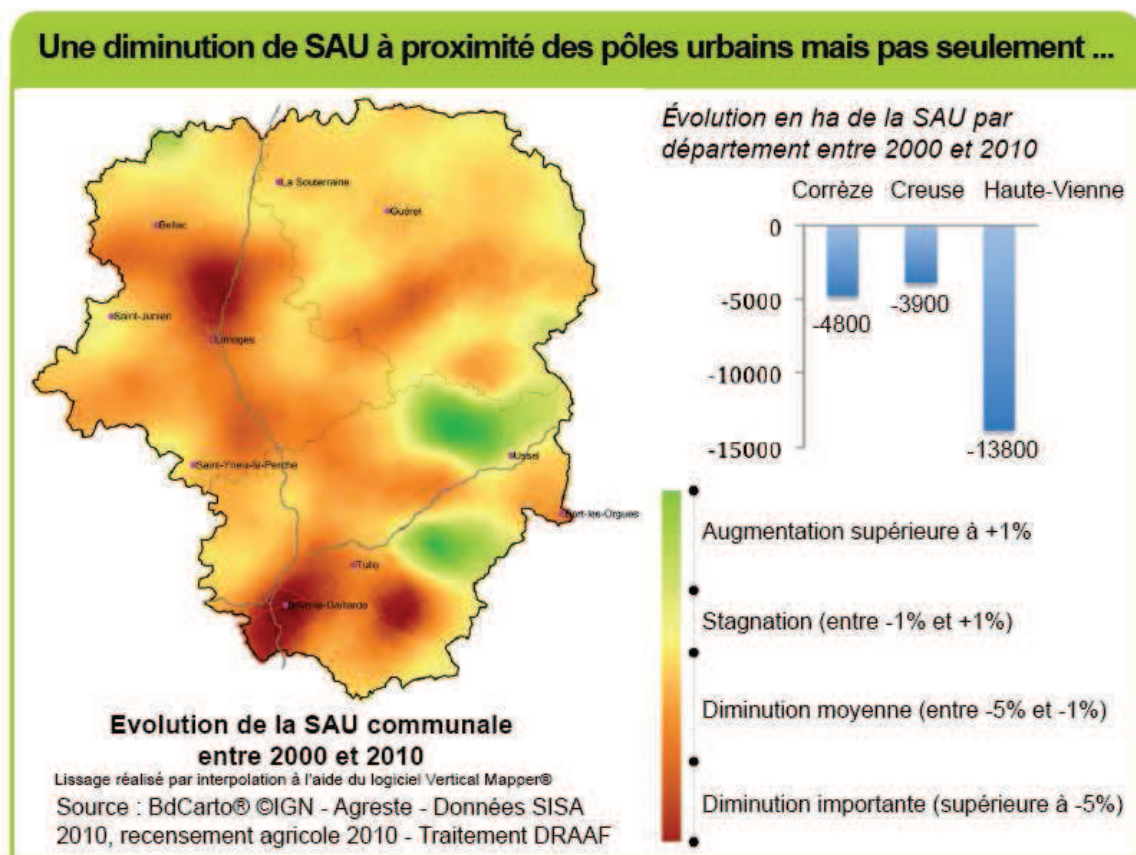 Une diminution de SAU à proximité des pôles urbains mais pas seulement ...
La Souterraine
Guéret
Bellac
Saint-Junien
Limoges
Saint-Yrieix-la-Perche
Ussel
Bort-les-Orgues
Tulle
Brive-la-Gaillarde
Evolution de la SAU communale
entre 2000 et 2010
Lissage réalisé par interpolation à l'aide du logiciel Vertical Mapper®
Source : BdCarto® ©IGN - Agreste - Données SISA
2010, recensement agricole 2010 - Traitement DRAAF
Évolution en ha de la SAU par
département entre 2000 et 2010
Corrèze Creuse Haute-Vienne
0
-5000
-10000
-15000
-4800
-3900
-13800
Augmentation supérieure à +1%
Stagnation (entre -1% et +1%)
Diminution moyenne (entre -5% et -1%)
Diminution importante (supérieure à -5%)